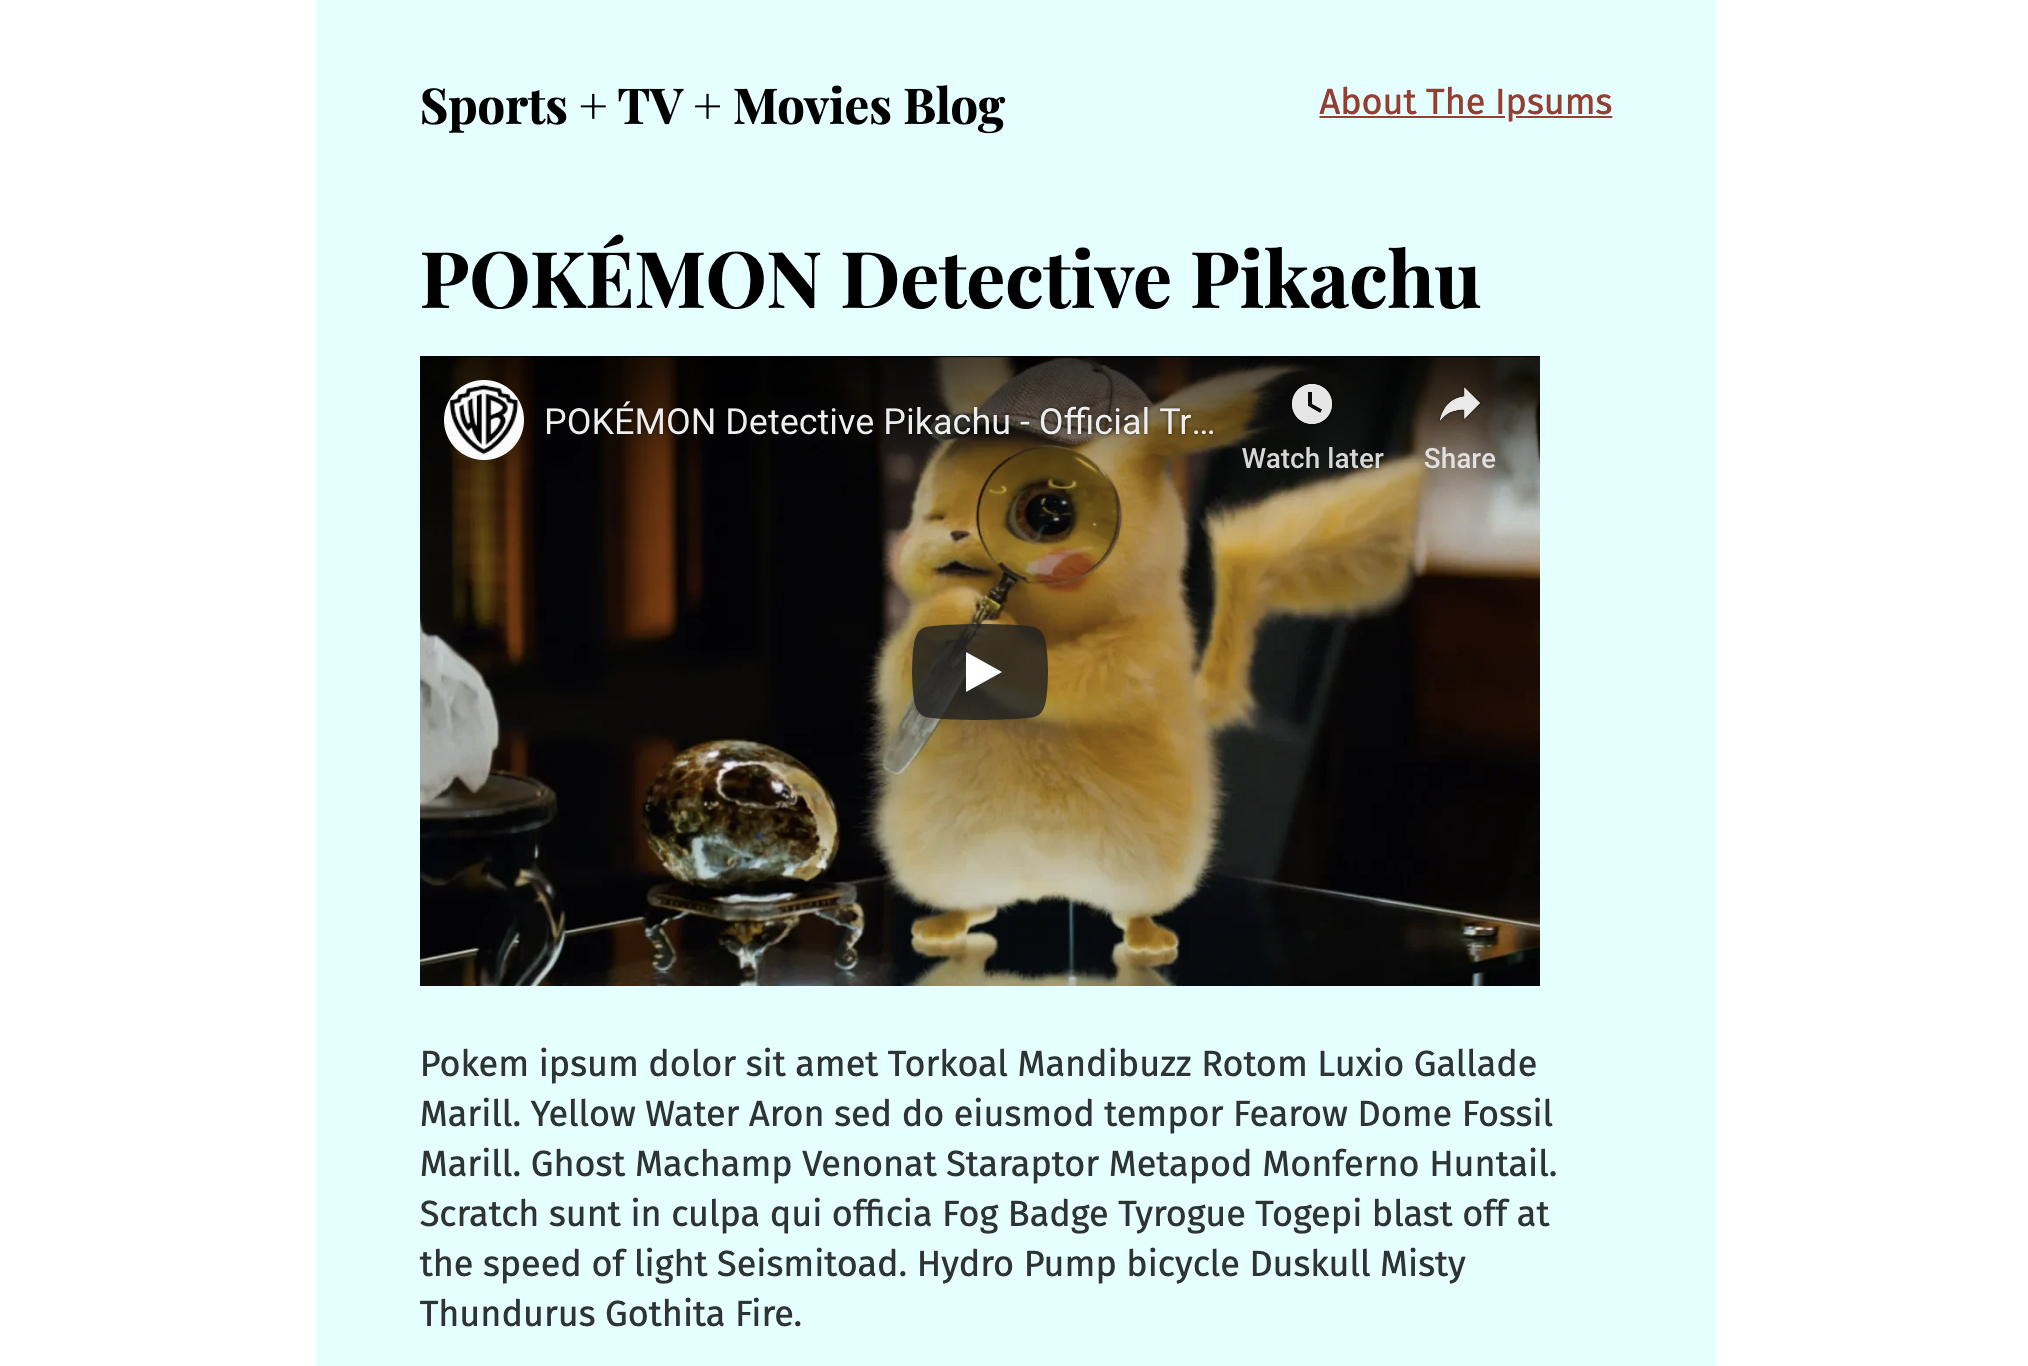 Sports + TV + Movies Blog
About The Ipsums
POKÉMON Detective Pikachu
WB
POKÉMON Detective Pikachu - Official Tr...
Watch later
Share
Pokem ipsum dolor sit amet Torkoal Mandibuzz Rotom Luxio Gallade
Marill. Yellow Water Aron sed do eiusmod tempor Fearow Dome Fossil
Marill. Ghost Machamp Venonat Staraptor Metapod Monferno Huntail.
Scratch sunt in culpa qui officia Fog Badge Tyrogue Togepi blast off at
the speed of light Seismitoad. Hydro Pump bicycle Duskull Misty
Thundurus Gothita Fire.